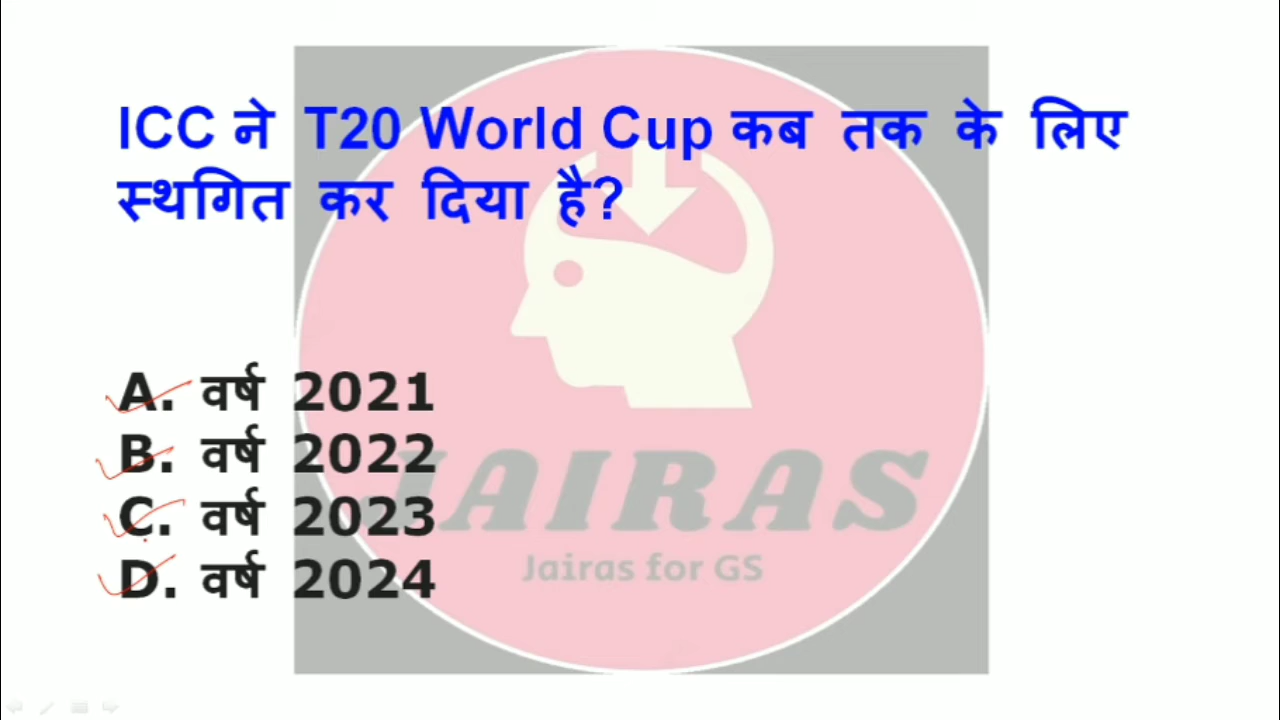 ICC ने T20 World Cup कब तक के लिए
स्थगित कर दिया है?
A. वर्ष 2021
B. वर्ष 2022
C. वर्ष 2023
D. वर्ष 2024
JAIRAS
Jairas for GS